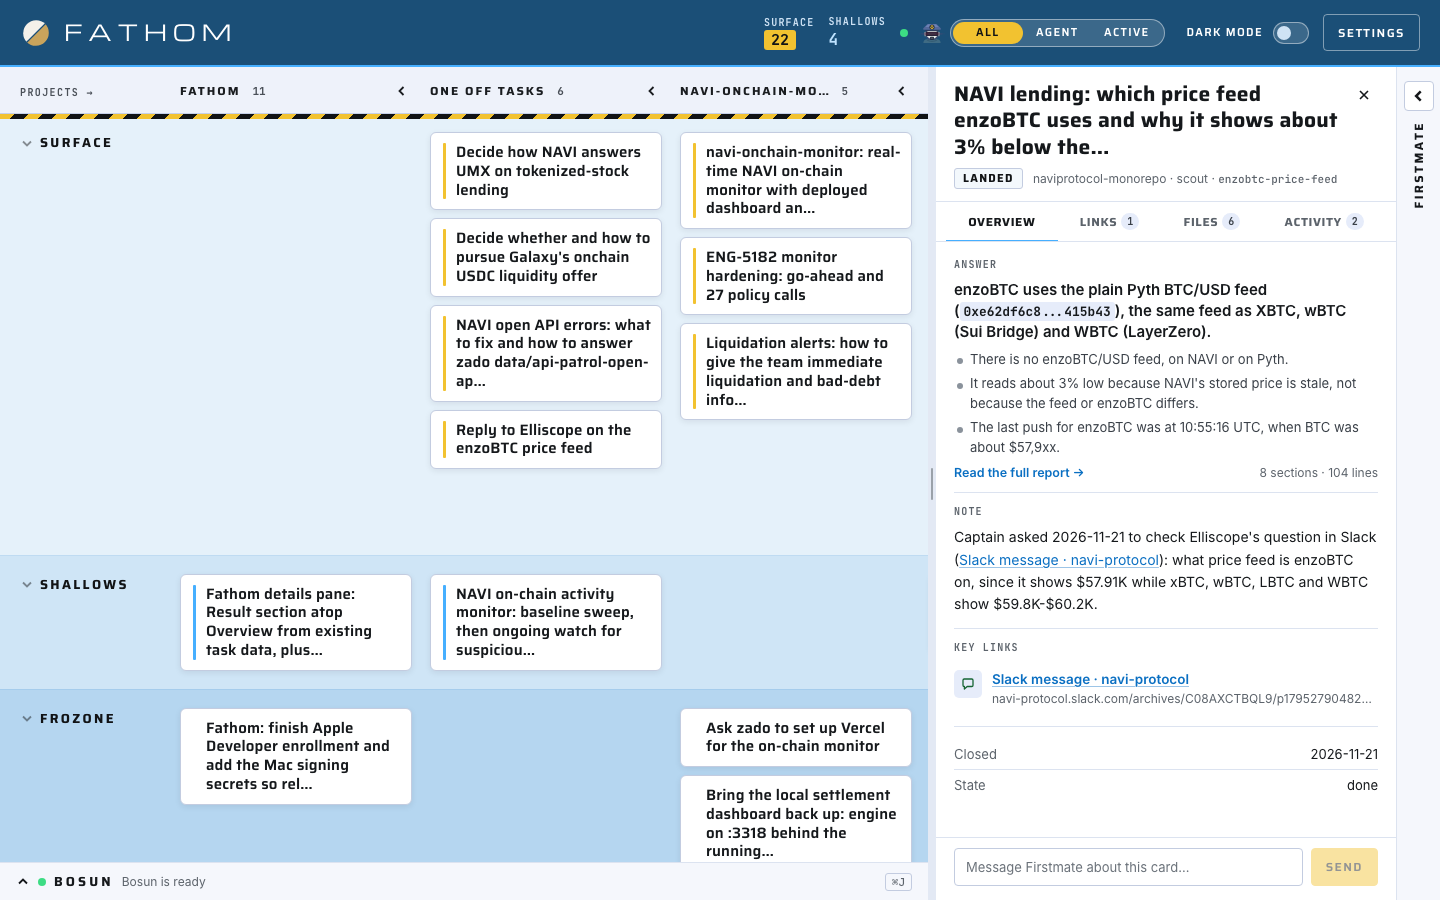 FATHOM
SURFACE
22
SHALLOWS
4
ALL
AGENT
ACTIVE
DARK MODE
SETTINGS
PROJECTS →
FATHOM 11
ONE OFF TASKS 6
NAVI-ONCHAIN-MO... 5
SURFACE
Decide how NAVI answers
UMX on tokenized-stock
lending
Decide whether and how to
pursue Galaxy's onchain
USDC liquidity offer
NAVI open API errors: what
to fix and how to answer
zado data/api-patrol-open-
ap...
Reply to Elliscope on the
enzoBTC price feed
navi-onchain-monitor: real-
time NAVI on-chain
monitor with deployed
dashboard an...
ENG-5182 monitor
hardening: go-ahead and
27 policy calls
Liquidation alerts: how to
give the team immediate
liquidation and bad-debt
info...
SHALLOWS
Fathom details pane:
Result section atop
Overview from existing
task data, plus...
NAVI on-chain activity
monitor: baseline sweep,
then ongoing watch for
suspiciou...
FROZONE
Fathom: finish Apple
Developer enrollment and
add the Mac signing
secrets so rel...
Ask zado to set up Vercel
for the on-chain monitor
Bring the local settlement
dashboard back up: engine
on :3318 behind the
running...
BOSUN Bosun is ready
⌘J
NAVI lending: which price feed
enzoBTC uses and why it shows about
3% below the...
LANDED naviprotocol-monorepo · scout · enzobtc-price-feed
OVERVIEW
LINKS 1
FILES 6
ACTIVITY 2
ANSWER
enzoBTC uses the plain Pyth BTC/USD feed
(0xe62df6c8...415b43), the same feed as XBTC, wBTC
(Sui Bridge) and WBTC (LayerZero).
There is no enzoBTC/USD feed, on NAVI or on Pyth.
It reads about 3% low because NAVI's stored price is stale, not
because the feed or enzoBTC differs.
The last push for enzoBTC was at 10:55:16 UTC, when BTC was
about $57,9xx.
Read the full report →
8 sections · 104 lines
NOTE
Captain asked 2026-11-21 to check Elliscope's question in Slack
(Slack message · navi-protocol): what price feed is enzoBTC
on, since it shows $57.91K while xBTC, wBTC, LBTC and WBTC
show $59.8K-$60.2K.
KEY LINKS
Slack message · navi-protocol
navi-protocol.slack.com/archives/C08AXCTBQL9/p17952790482...
Closed 2026-11-21
State done
Message Firstmate about this card...
SEND
FIRSTMATE